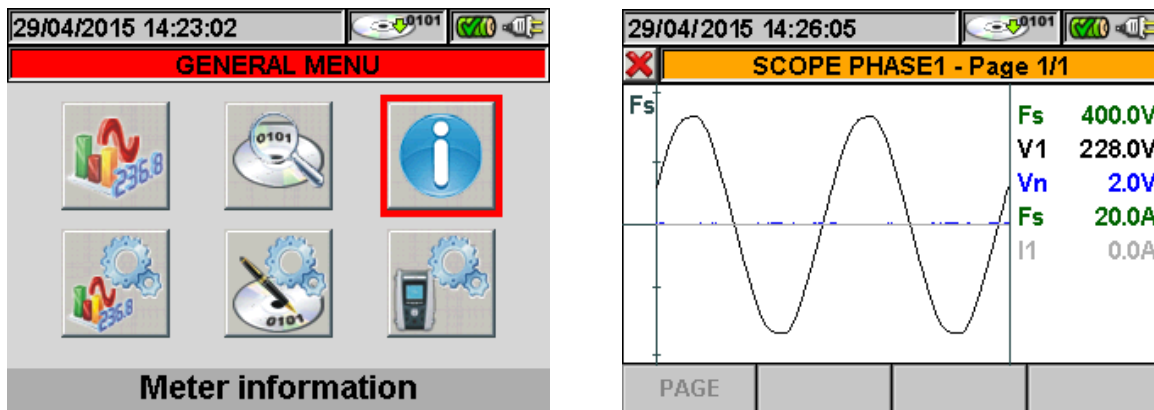 29/04/2015 14:23:02
0101
GENERAL MENU
236.8
0101
236.8
0101
Meter information
29/04/2015 14:26:05
0101
SCOPE PHASE1 - Page 1/1
Fs
Fs 400.0V
V1 228.0V
Vn 2.0V
Fs 20.0A
I1 0.0A
PAGE